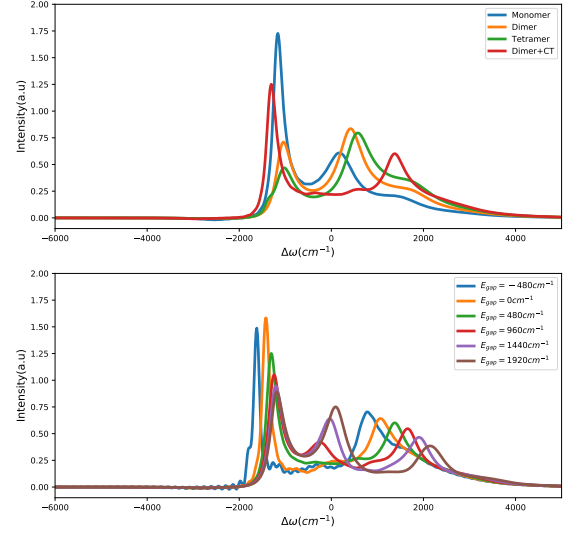 2.00
1.75
1.50
1.25
1.00
0.75
0.50
0.25
0.00
Intensity(a.u)
Monomer
Dimer
Tetramer
Dimer+CT
−6000 −4000 −2000 0 2000 4000
Δω(cm⁻¹)
2.00
1.75
1.50
1.25
1.00
0.75
0.50
0.25
0.00
Intensity(a.u)
E_gap = −480cm⁻¹
E_gap = 0cm⁻¹
E_gap = 480cm⁻¹
E_gap = 960cm⁻¹
E_gap = 1440cm⁻¹
E_gap = 1920cm⁻¹
−6000 −4000 −2000 0 2000 4000
Δω(cm⁻¹)